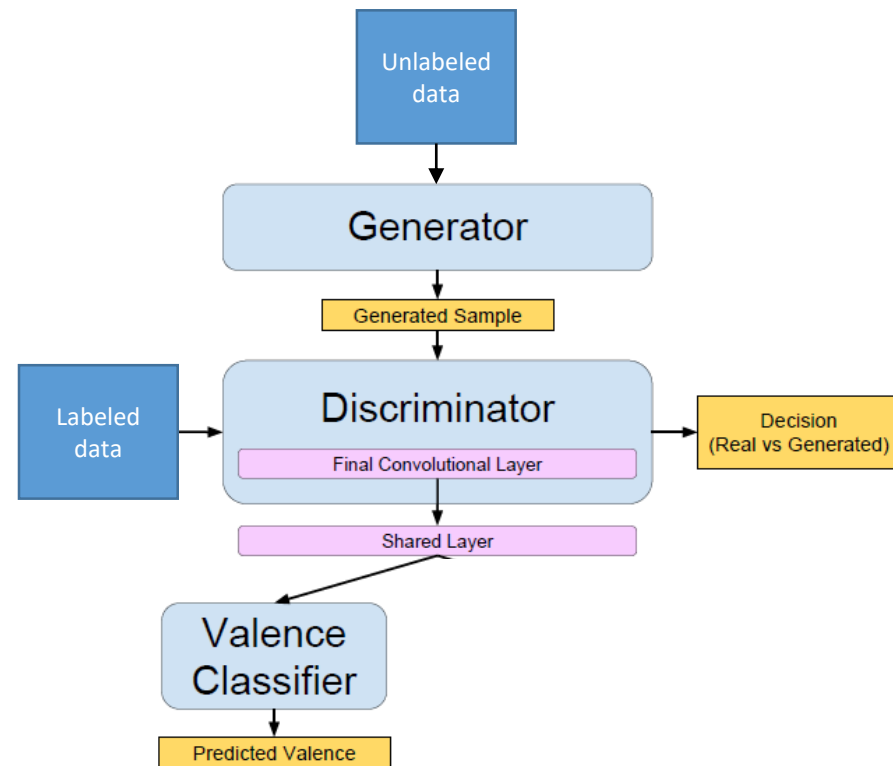 Unlabeled
data
Generator
Generated Sample
Labeled
data
Discriminator
Final Convolutional Layer
Decision
(Real vs Generated)
Shared Layer
Valence
Classifier
Predicted Valence